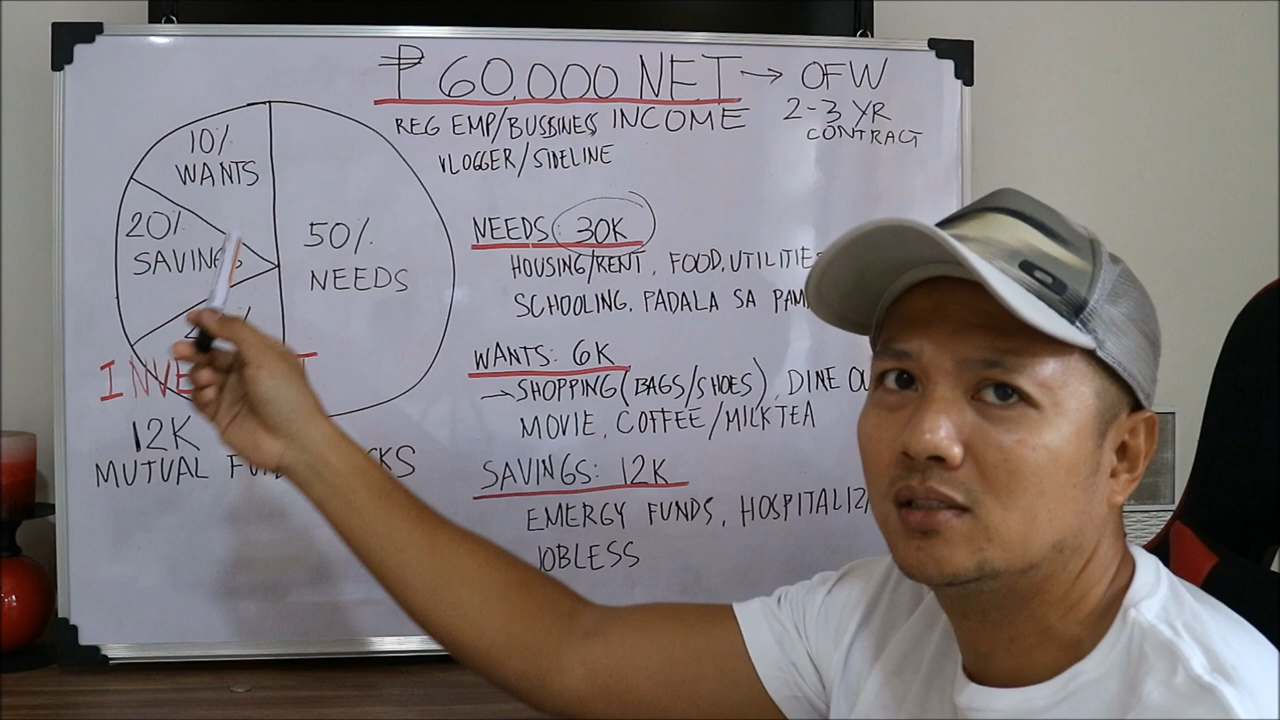 ₱ 60,000 NET → OFW
2-3 YR
CONTRACT
REG EMP/BUSSINESS INCOME
VLOGGER/SIDELINE
10%
WANTS
20%
SAVINGS
50%
NEEDS
12K
MUTUAL
NEEDS: 30K
HOUSING/RENT, FOOD, UTILITIES
SCHOOLING, PADALA SA
WANTS: 6K
→ SHOPPING (BAGS/SHOES), DINE
MOVIE, COFFEE/MILKTEA
SAVINGS: 12K
EMERGY FUNDS,
JOBLESS